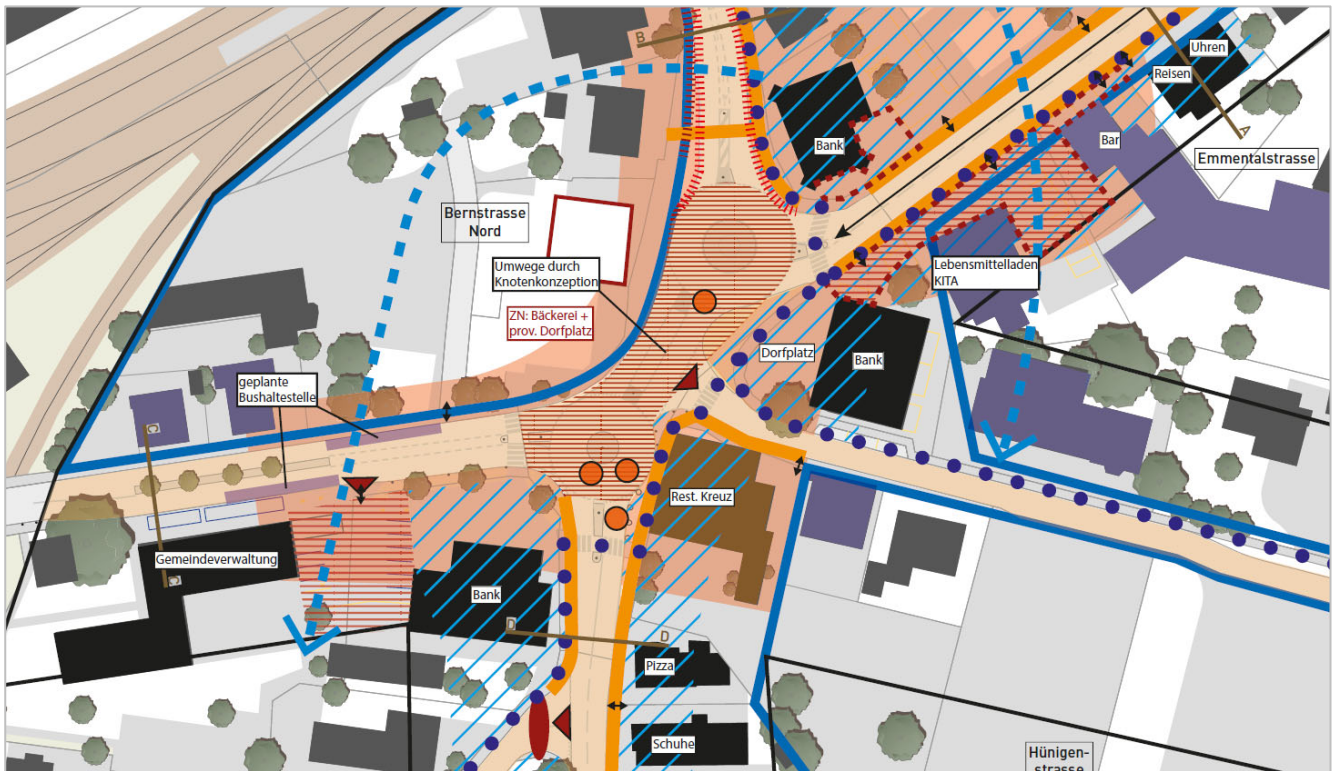 B
Uhren
Reisen
Bar
A
Emmentalstrasse
Bank
Bernstrasse
Nord
Umwege durch
Knotenkonzeption
Lebensmittelladen
KITA
ZN: Bäckerei +
prov. Dorfplatz
Dorfplatz
Bank
geplante
Bushaltestelle
C
Rest. Kreuz
Gemeindeverwaltung
C
Bank
D
D
Pizza
Schuhe
Hünigen-
strasse